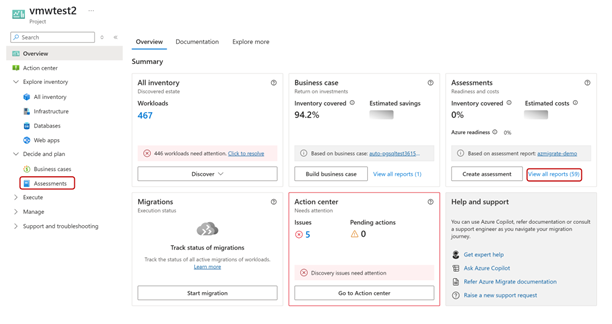 vmwtest2
...
Project
Search
Overview
Action center
Explore inventory
All inventory
Infrastructure
Databases
Web apps
Decide and plan
Business cases
Assessments
Execute
Manage
Support and troubleshooting
Overview Documentation Explore more
Summary
All inventory
Discovered estate
Workloads
467
446 workloads need attention. Click to resolve
Discover
Business case
Return on investments
Inventory covered Estimated savings
94.2%
Based on business case: auto-pgsqltest3615...
Build business case View all reports (1)
Assessments
Readiness and costs
Inventory covered Estimated costs
0%
Azure readiness 0%
Based on assessment report: azmigrate-demo
Create assessment View all reports (59)
Migrations
Execution status
Track status of migrations
Track the status of all active migrations of workloads.
Learn more
Start migration
Action center
Needs attention
Issues Pending actions
5 0
Discovery issues need attention
Go to Action center
Help and support
You can use Azure Copilot, refer documentation or consult
a support engineer as you navigate your migration
journey.
Get expert help
Ask Azure Copilot
Refer Azure Migrate documentation
Raise a new support request